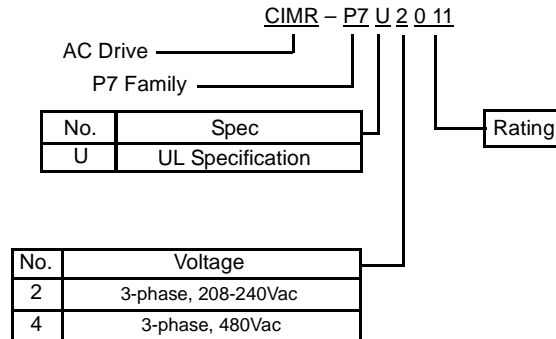 CIMR – P7 U 2 0 11
AC Drive
P7 Family
No. Spec
U UL Specification
Rating
No. Voltage
2 3-phase, 208-240Vac
4 3-phase, 480Vac